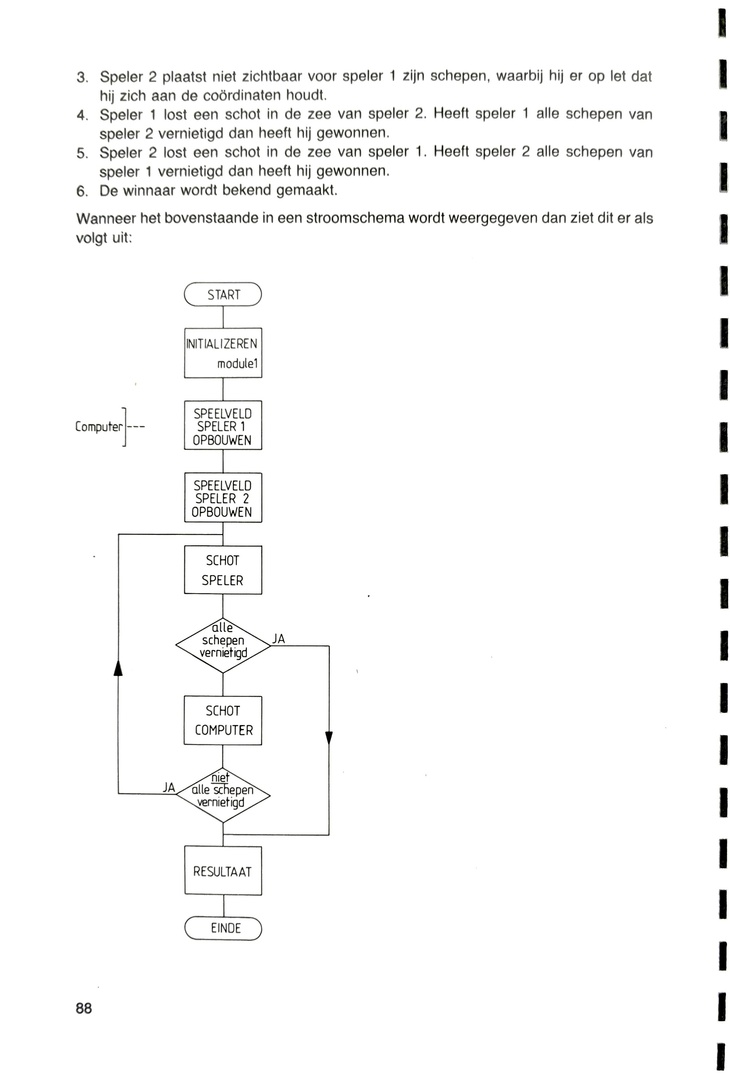 3. Speler 2 plaatst niet zichtbaar voor speler 1 zijn schepen, waarbij hij er op let dat
hij zich aan de coördinaten houdt.
4. Speler 1 lost een schot in de zee van speler 2. Heeft speler 1 alle schepen van
speler 2 vernietigd dan heeft hij gewonnen.
5. Speler 2 lost een schot in de zee van speler 1. Heeft speler 2 alle schepen van
speler 1 vernietigd dan heeft hij gewonnen.
6. De winnaar wordt bekend gemaakt.
Wanneer het bovenstaande in een stroomschema wordt weergegeven dan ziet dit er als
volgt uit:
START
INITIALIZEREN
module1
Computer
SPEELVELD
SPELER 1
OPBOUWEN
SPEELVELD
SPELER 2
OPBOUWEN
SCHOT
SPELER
alle
schepen
vernietigd
JA
SCHOT
COMPUTER
JA
niet
alle schepen
vernietigd
RESULTAAT
EINDE
88